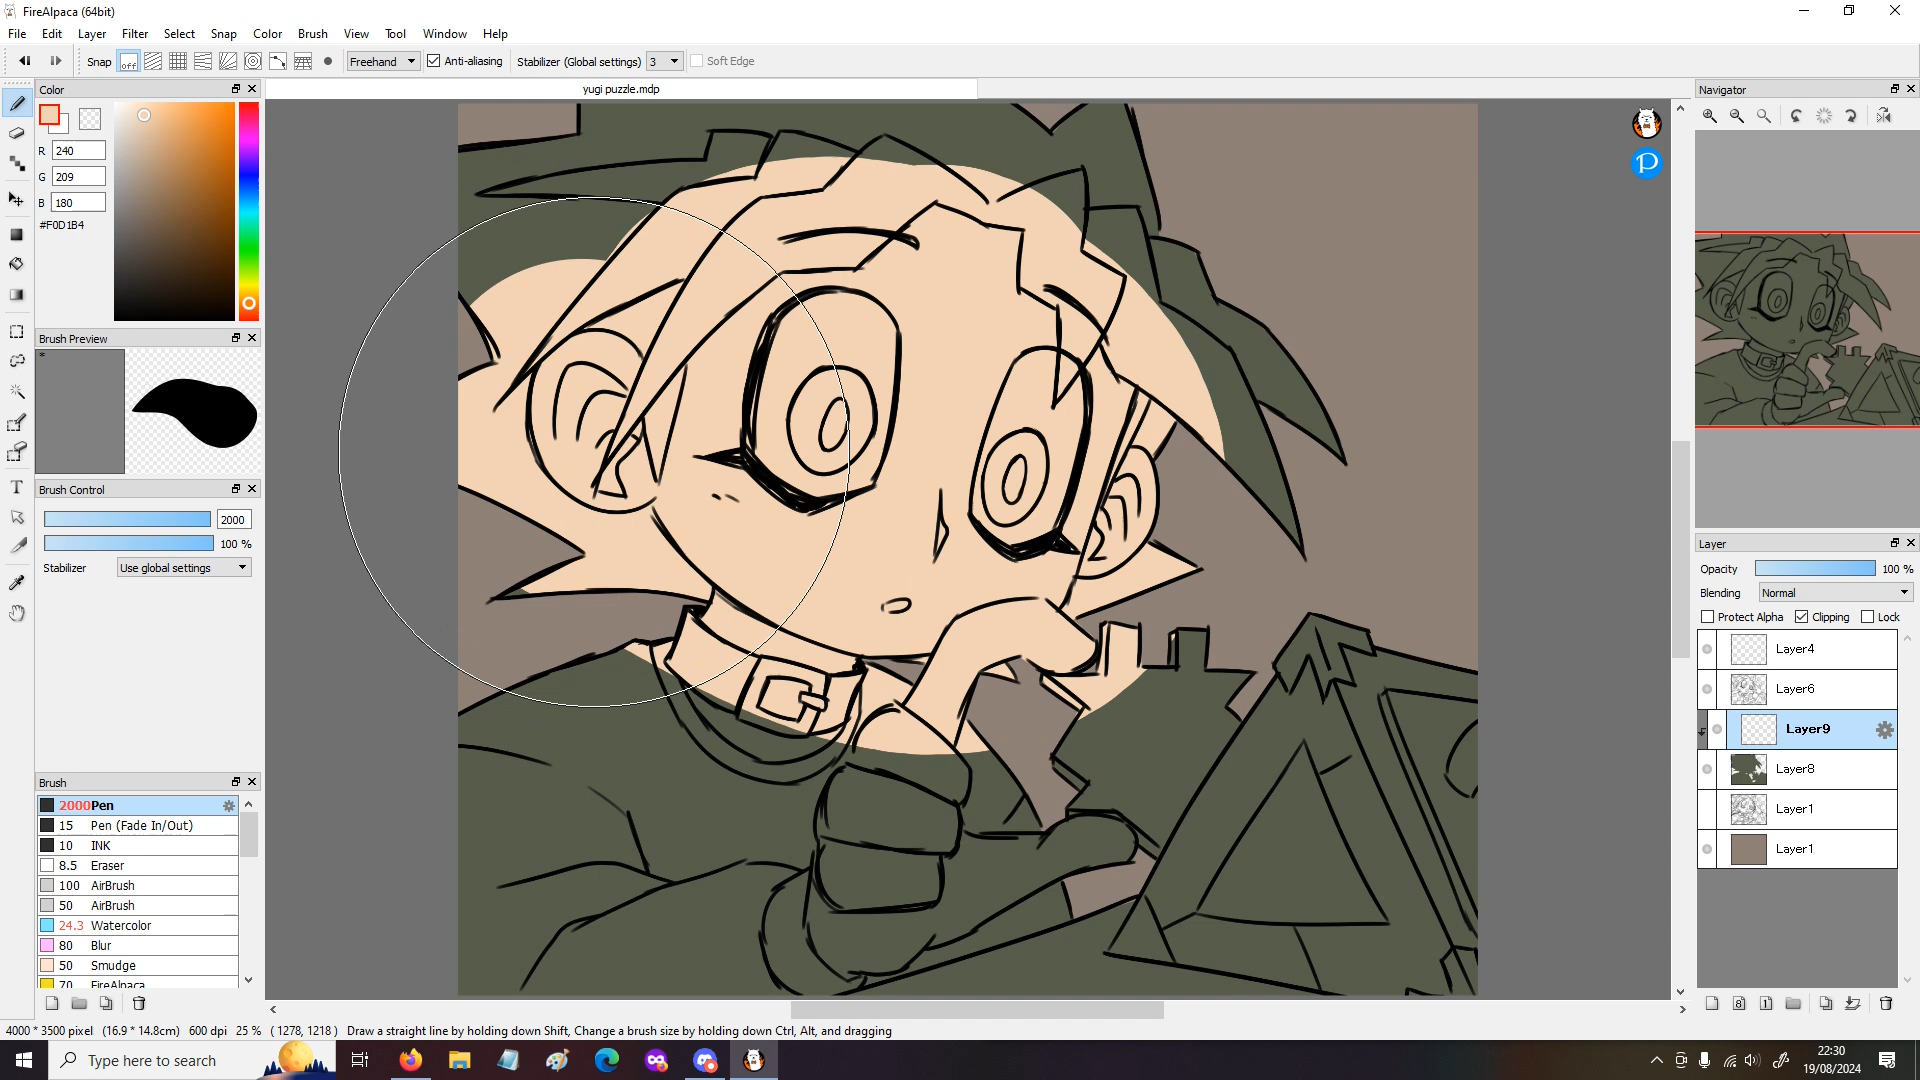 FireAlpaca (64bit)
File Edit Layer Filter Select Snap Color Brush View Tool Window Help
Snap off Freehand Anti-aliasing Stabilizer (Global settings) 3 Soft Edge
Color yugi puzzle.mdp Navigator
R 240
G 209
B 180
#F0D1B4
Brush Preview
*
Brush Control
2000
100 %
Stabilizer Use global settings
Layer
Opacity 100 %
Blending Normal
Protect Alpha Clipping Lock
Layer4
Layer6
Layer9
Layer8
Layer1
Layer1
Brush
2000 Pen
15 Pen (Fade In/Out)
10 INK
8.5 Eraser
100 AirBrush
50 AirBrush
24.3 Watercolor
80 Blur
50 Smudge
70 FireAlpaca
4000 * 3500 pixel (16.9 * 14.8cm) 600 dpi 25 % ( 1278, 1218 ) Draw a straight line by holding down Shift, Change a brush size by holding down Ctrl, Alt, and dragging
Type here to search
22:30
19/08/2024